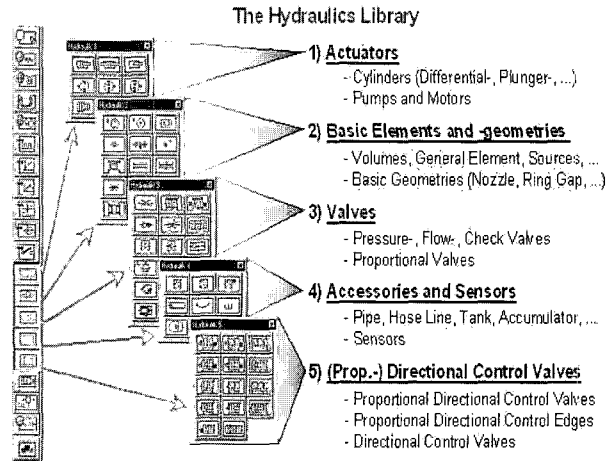 The Hydraulics Library
1) Actuators
- Cylinders (Differential-, Plunger-, ...)
- Pumps and Motors
2) Basic Elements and -geometries
- Volumes, General Element, Sources, ...
- Basic Geometries (Nozzle, Ring Gap, ...)
3) Valves
- Pressure-, Flow-, Check Valves
- Proportional Valves
4) Accessories and Sensors
- Pipe, Hose Line, Tank, Accumulator, ...
- Sensors
5) (Prop.-) Directional Control Valves
- Proportional Directional Control Valves
- Proportional Directional Control Edges
- Directional Control Valves